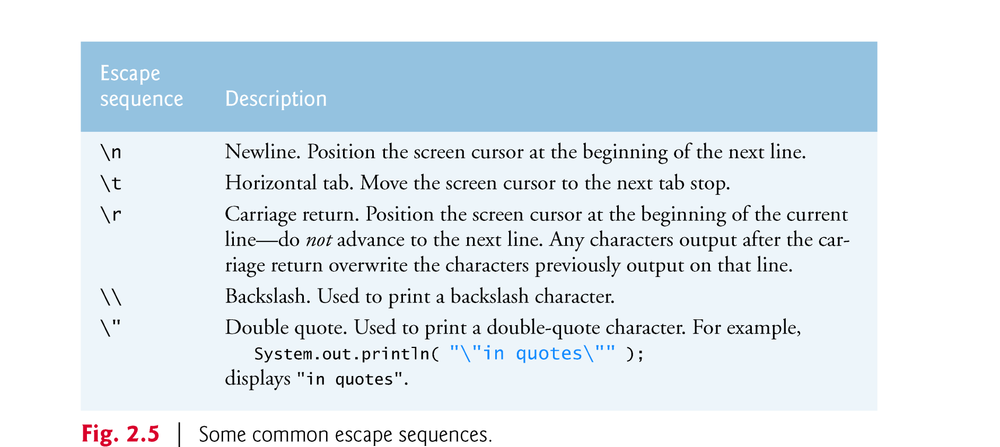 Escape
sequence Description
\n Newline. Position the screen cursor at the beginning of the next line.
\t Horizontal tab. Move the screen cursor to the next tab stop.
\r Carriage return. Position the screen cursor at the beginning of the current
line—do not advance to the next line. Any characters output after the car-
riage return overwrite the characters previously output on that line.
\\ Backslash. Used to print a backslash character.
\" Double quote. Used to print a double-quote character. For example,
System.out.println( "\"in quotes\"" );
displays "in quotes".
Fig. 2.5 | Some common escape sequences.